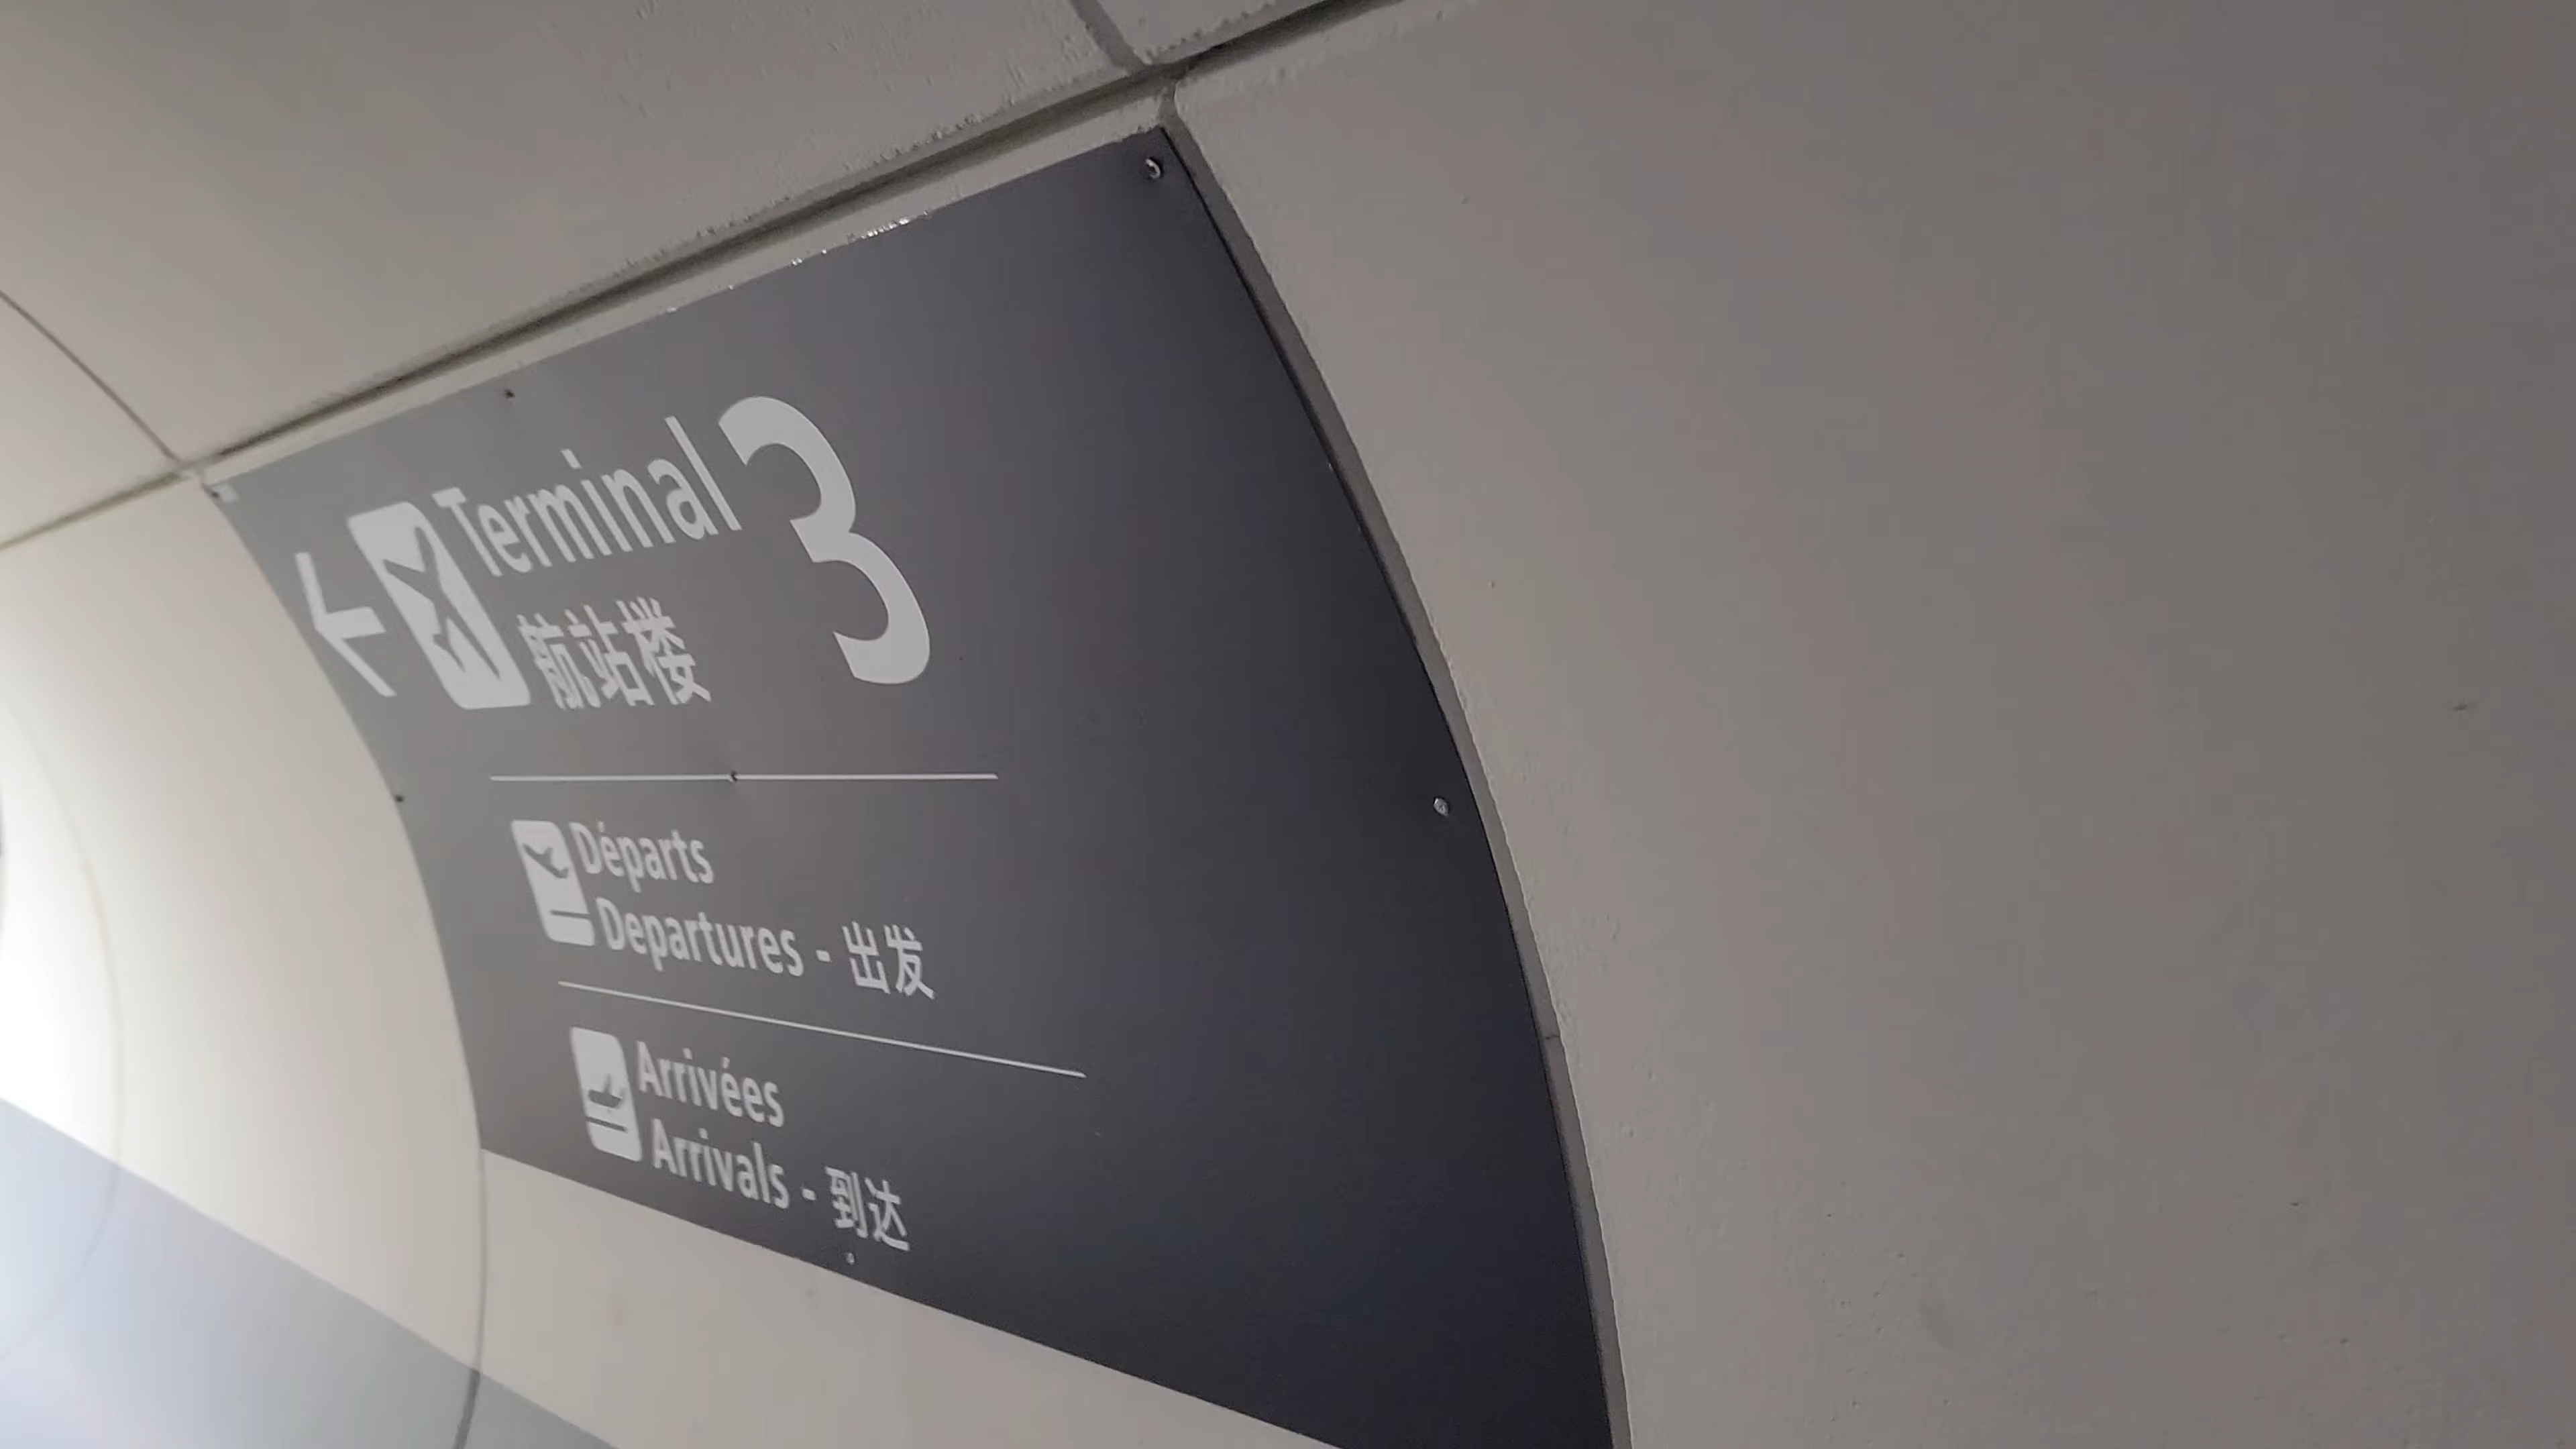 Terminal 3
航站楼
Départs
Departures - 出发
Arrivées
Arrivals - 到达